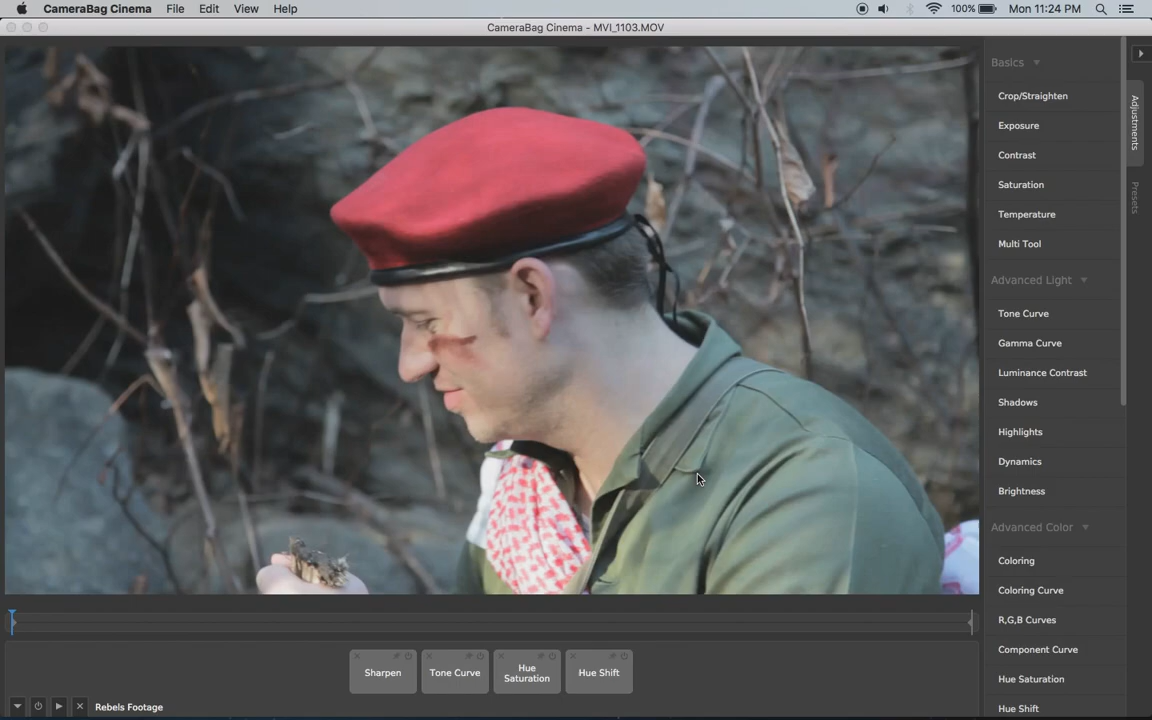 CameraBag Cinema File Edit View Help 100% Mon 11:24 PM
CameraBag Cinema - MVI_1103.MOV
Basics
Crop/Straighten
Exposure
Contrast
Saturation
Temperature
Multi Tool
Advanced Light
Tone Curve
Gamma Curve
Luminance Contrast
Shadows
Highlights
Dynamics
Brightness
Advanced Color
Coloring
Coloring Curve
R,G,B Curves
Component Curve
Hue Saturation
Hue Shift
Adjustments
Presets
Sharpen
Tone Curve
Hue
Saturation
Hue Shift
Rebels Footage